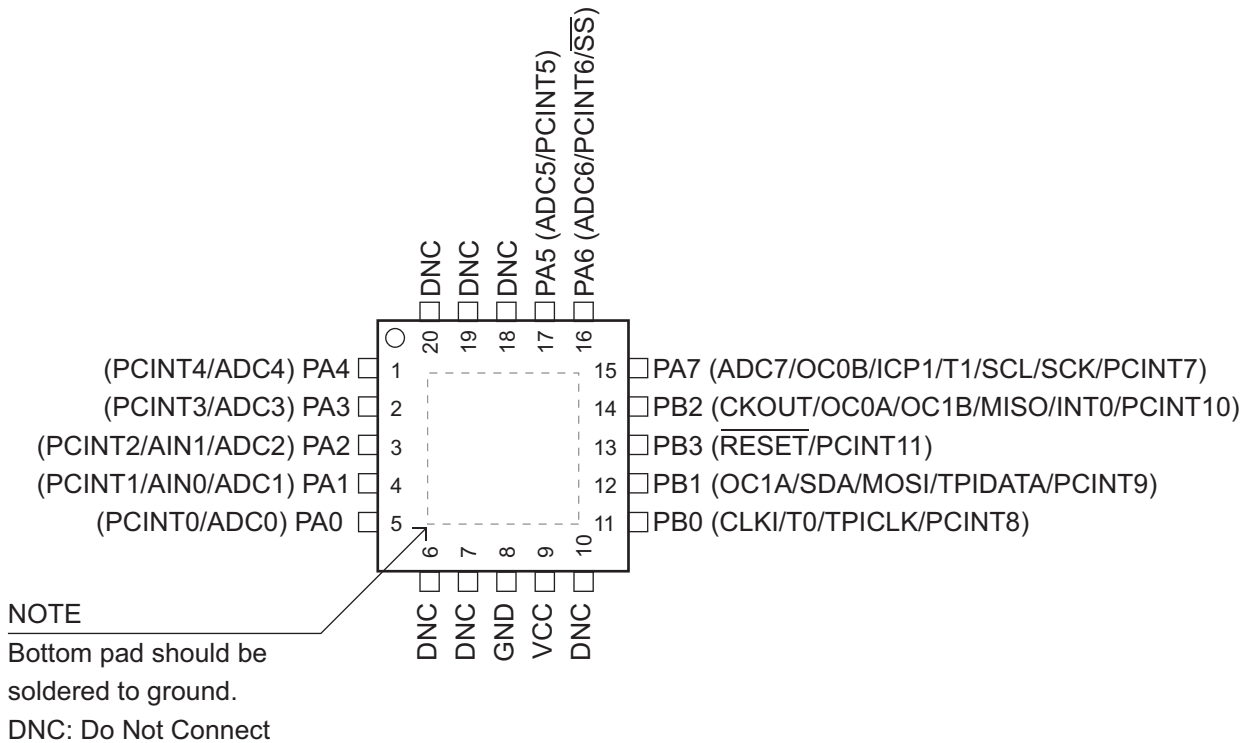 DNC
DNC
DNC
PA5 (ADC5/PCINT5)
PA6 (ADC6/PCINT6/SS)
20
19
18
17
16
(PCINT4/ADC4) PA4
1
15
PA7 (ADC7/OC0B/ICP1/T1/SCL/SCK/PCINT7)
(PCINT3/ADC3) PA3
2
14
PB2 (CKOUT/OC0A/OC1B/MISO/INT0/PCINT10)
(PCINT2/AIN1/ADC2) PA2
3
13
PB3 (RESET/PCINT11)
(PCINT1/AIN0/ADC1) PA1
4
12
PB1 (OC1A/SDA/MOSI/TPIDATA/PCINT9)
(PCINT0/ADC0) PA0
5
11
PB0 (CLKI/T0/TPICLK/PCINT8)
6
7
8
9
10
DNC
DNC
GND
VCC
DNC
NOTE
Bottom pad should be
soldered to ground.
DNC: Do Not Connect